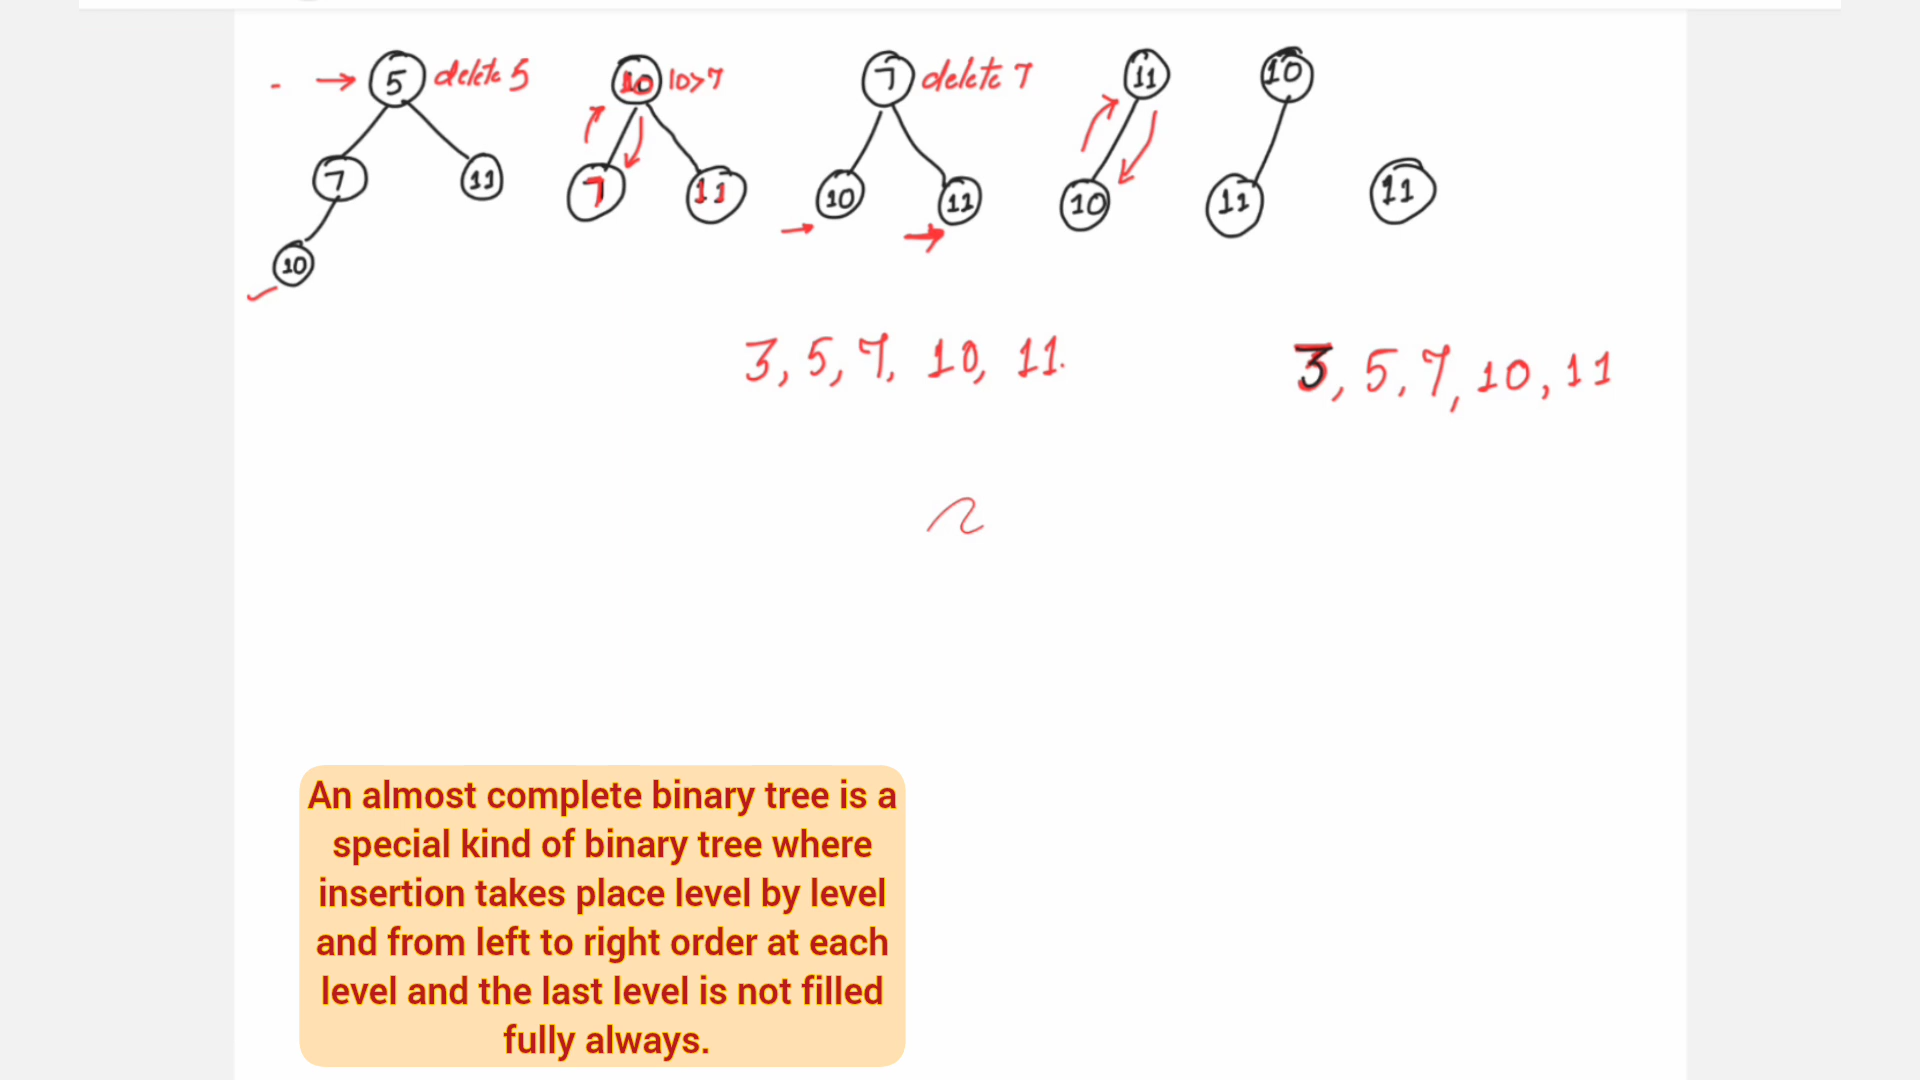 5 delete 5
7
11
10
10 10>7
7
11
7 delete 7
10
11
11
10
10
11
11
3, 5, 7, 10, 11.
3, 5, 7, 10, 11
An almost complete binary tree is a
special kind of binary tree where
insertion takes place level by level
and from left to right order at each
level and the last level is not filled
fully always.